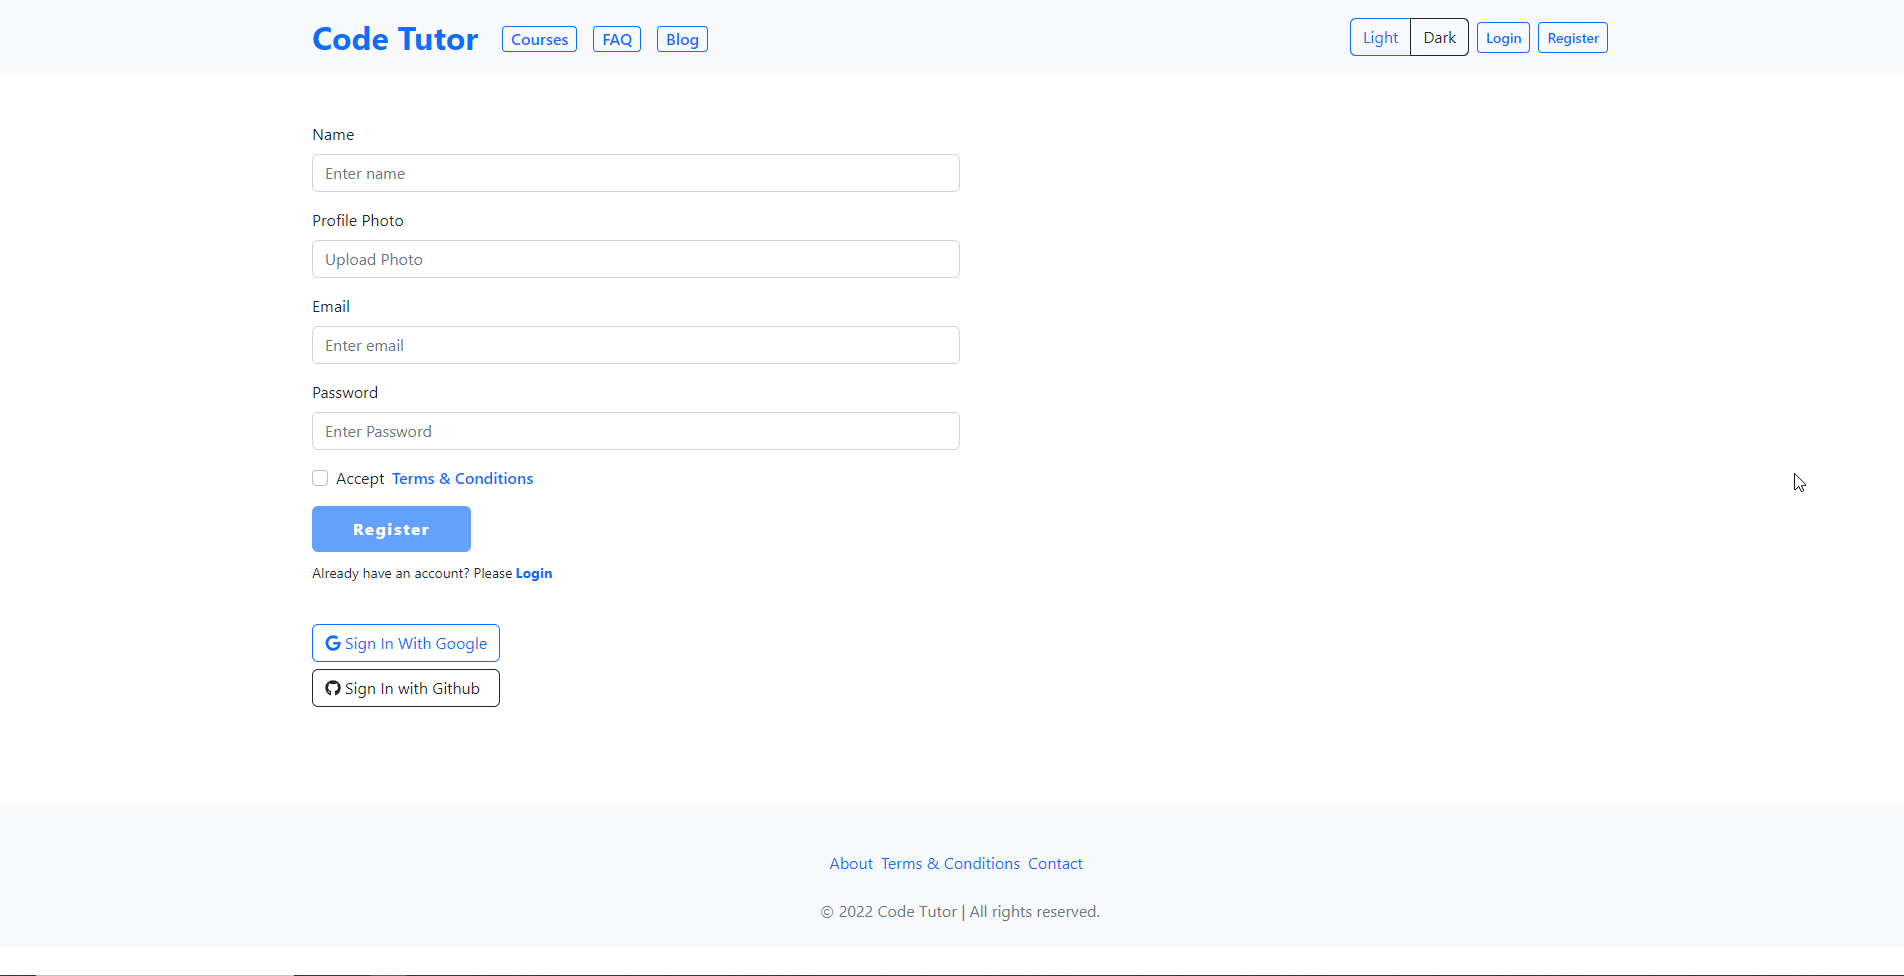 Code Tutor Courses FAQ Blog Light Dark Login Register
Name
Enter name
Profile Photo
Upload Photo
Email
Enter email
Password
Enter Password
Accept Terms & Conditions
Register
Already have an account? Please Login
Sign In With Google
Sign In with Github
About Terms & Conditions Contact
© 2022 Code Tutor | All rights reserved.